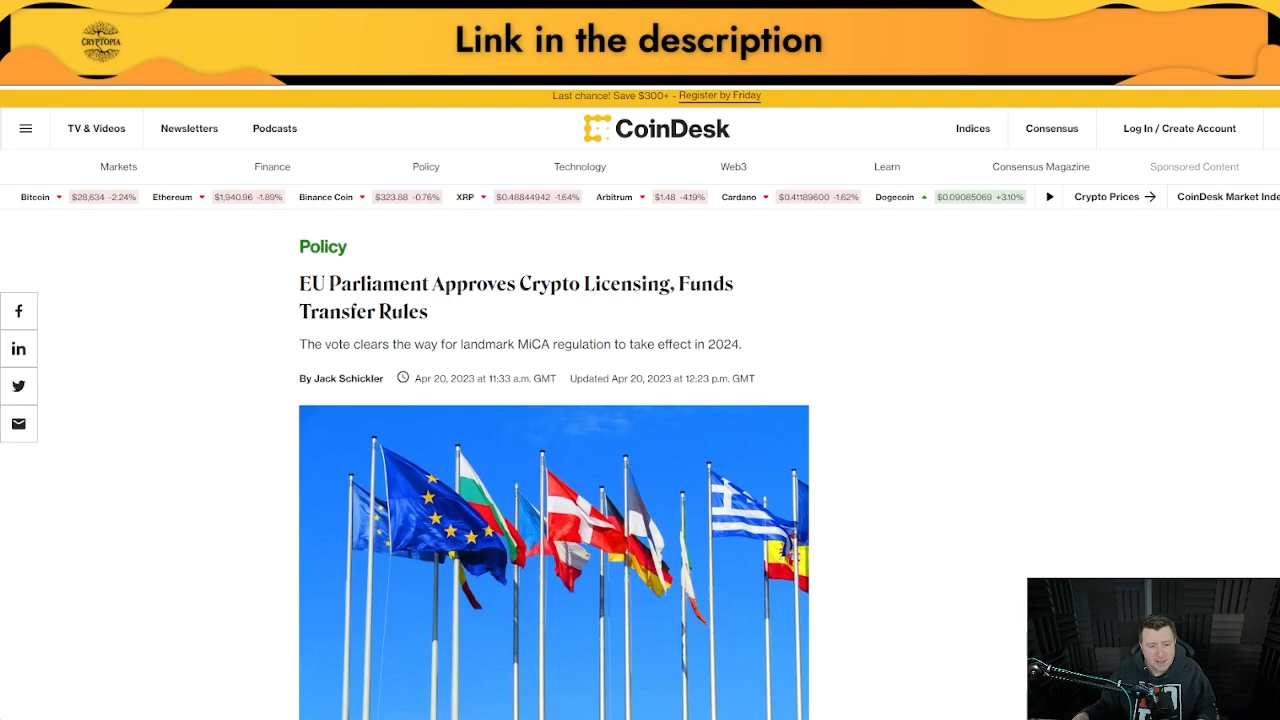 CRYPTOPIA
Link in the description
Last chance! Save $300+ - Register by Friday
TV & Videos
Newsletters
Podcasts
CoinDesk
Indices
Consensus
Log In / Create Account
Markets
Finance
Policy
Technology
Web3
Learn
Consensus Magazine
Sponsored Content
Bitcoin $28,634 -2.24%
Ethereum $1,940.96 -1.89%
Binance Coin $323.88 -0.76%
XRP $0.48844942 -1.64%
Arbitrum $1.48 -4.19%
Cardano $0.41189600 -1.62%
Dogecoin $0.09085069 +3.10%
Crypto Prices
CoinDesk Market Inde
Policy
EU Parliament Approves Crypto Licensing, Funds
Transfer Rules
The vote clears the way for landmark MiCA regulation to take effect in 2024.
By Jack Schickler Apr 20, 2023 at 11:33 a.m. GMT Updated Apr 20, 2023 at 12:23 p.m. GMT